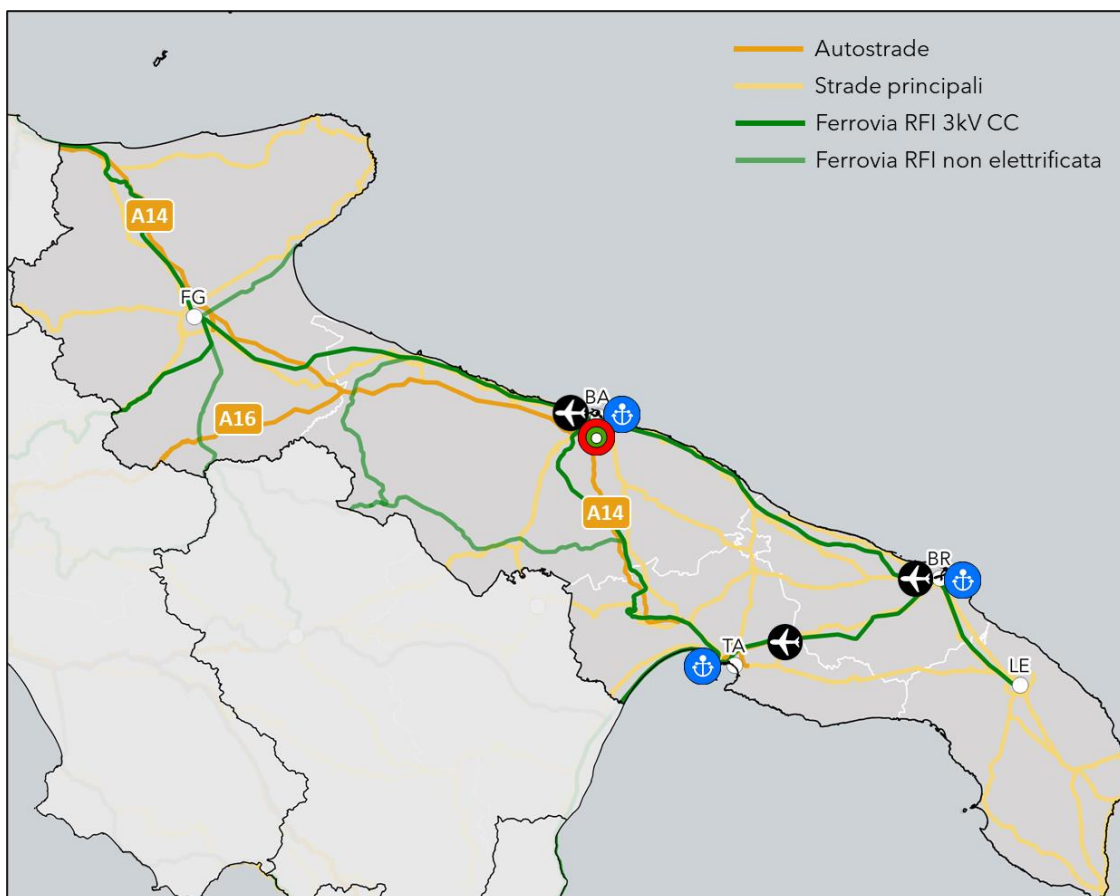 Autostrade
Strade principali
Ferrovia RFI 3kV CC
Ferrovia RFI non elettrificata
A14
FG
BA
A16
A14
BR
TA
LE